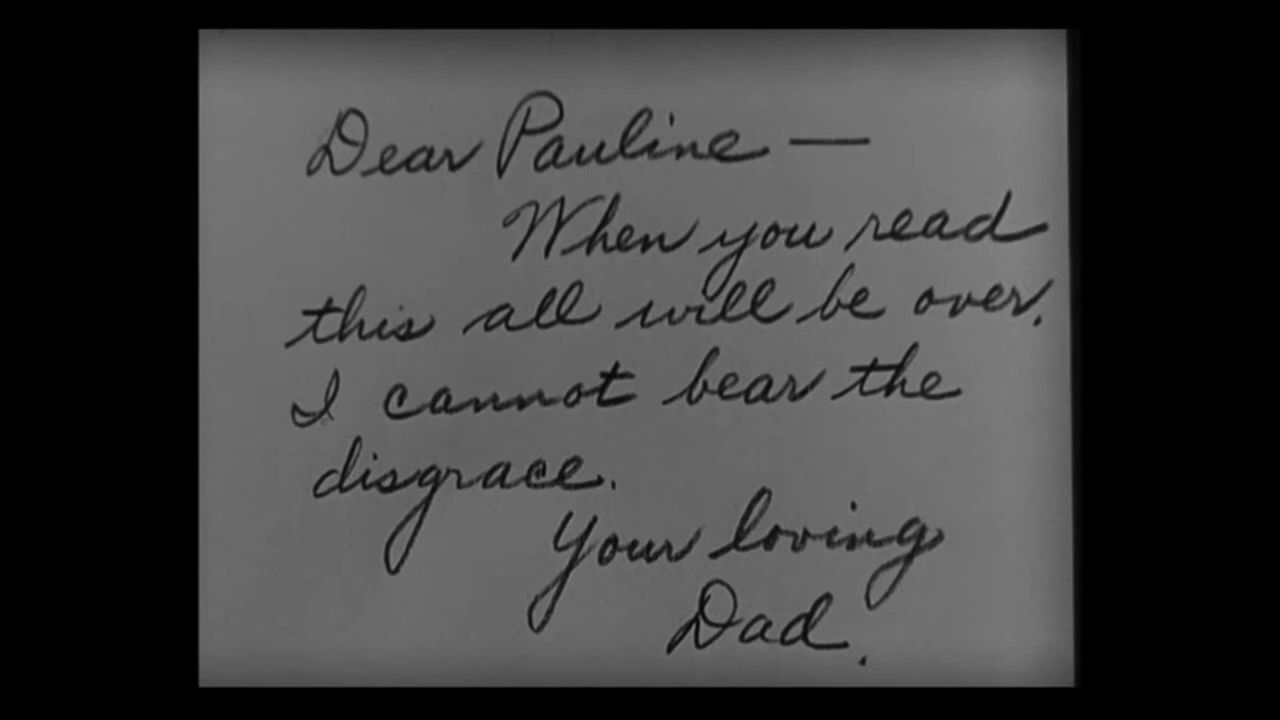 Dear Pauline —
When you read
this all will be over.
I cannot bear the
disgrace.
Your loving
Dad.